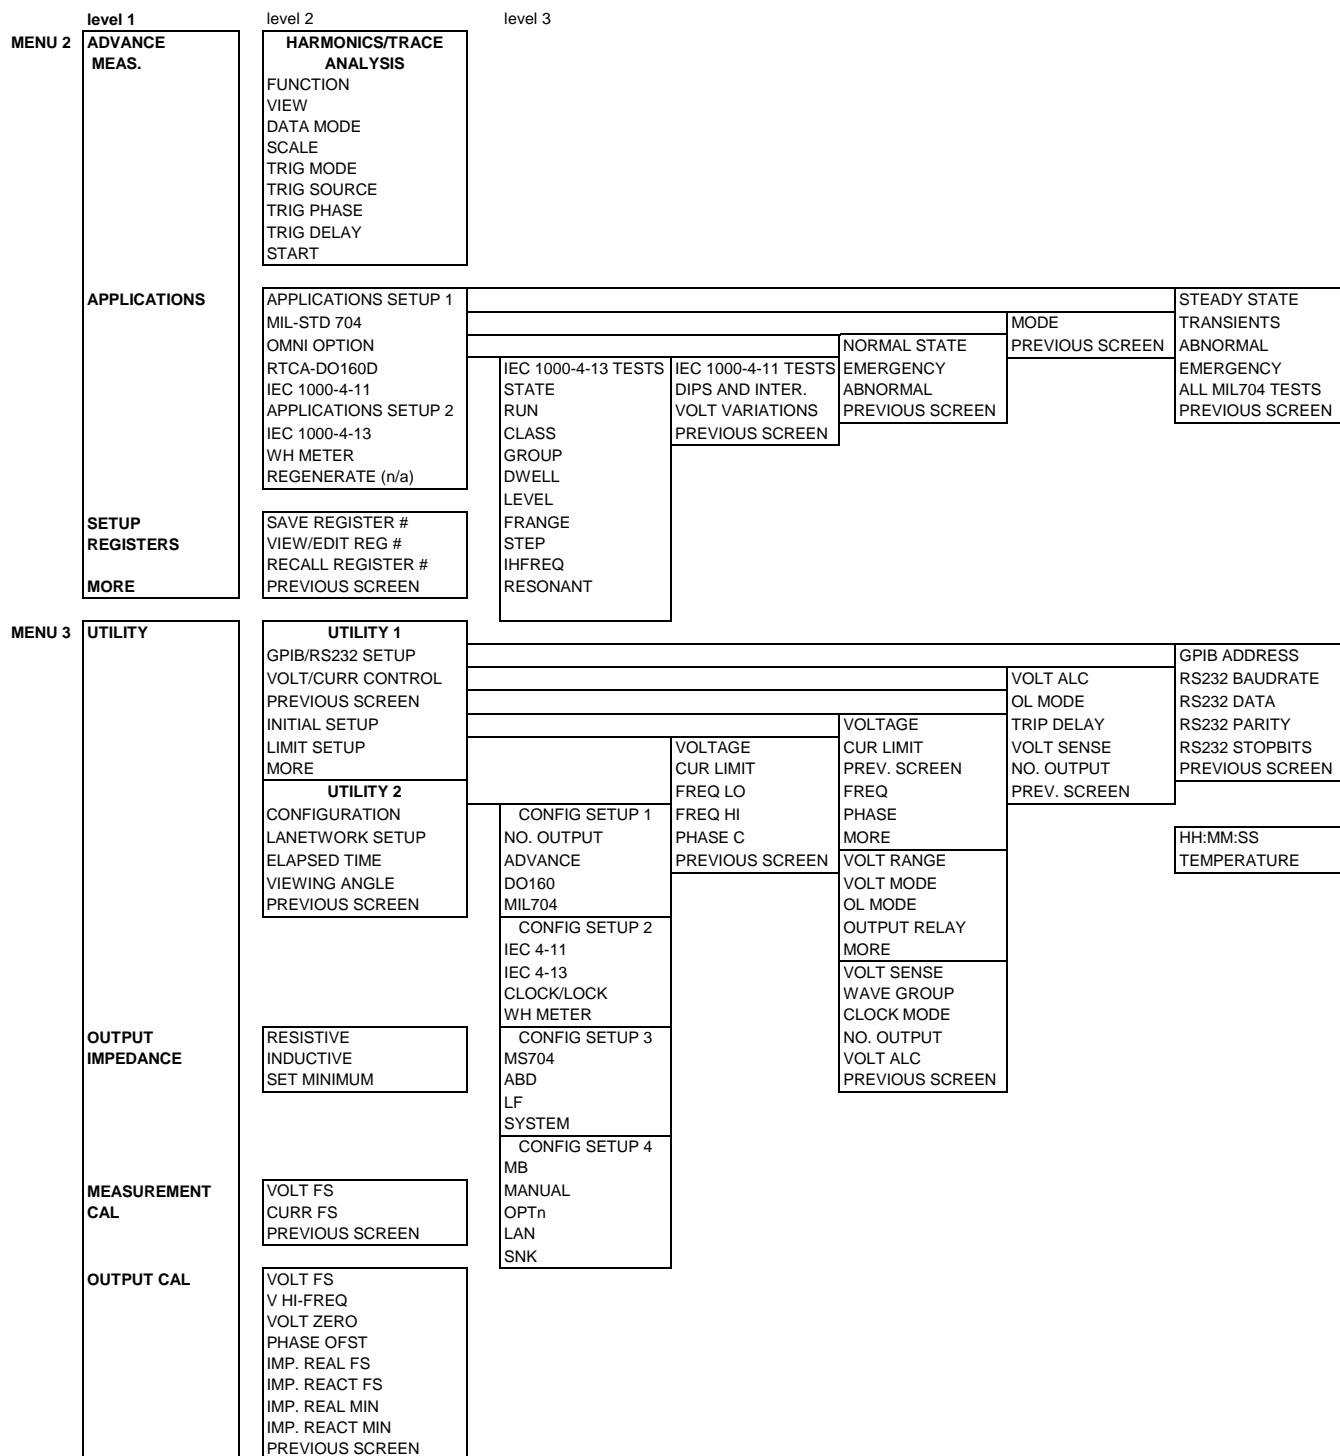 level 1 level 2 level 3
MENU 2 ADVANCE HARMONICS/TRACE
MEAS. ANALYSIS
FUNCTION
VIEW
DATA MODE
SCALE
TRIG MODE
TRIG SOURCE
TRIG PHASE
TRIG DELAY
START
APPLICATIONS APPLICATIONS SETUP 1 STEADY STATE
MIL-STD 704 MODE TRANSIENTS
OMNI OPTION NORMAL STATE PREVIOUS SCREEN ABNORMAL
RTCA-DO160D IEC 1000-4-13 TESTS IEC 1000-4-11 TESTS EMERGENCY EMERGENCY
IEC 1000-4-11 STATE DIPS AND INTER. ABNORMAL ALL MIL704 TESTS
APPLICATIONS SETUP 2 RUN VOLT VARIATIONS PREVIOUS SCREEN PREVIOUS SCREEN
IEC 1000-4-13 CLASS PREVIOUS SCREEN
WH METER GROUP
REGENERATE (n/a) DWELL
LEVEL
SETUP SAVE REGISTER # FRANGE
REGISTERS VIEW/EDIT REG # STEP
RECALL REGISTER # IHFREQ
MORE PREVIOUS SCREEN RESONANT
MENU 3 UTILITY UTILITY 1
GPIB/RS232 SETUP GPIB ADDRESS
VOLT/CURR CONTROL VOLT ALC RS232 BAUDRATE
PREVIOUS SCREEN OL MODE RS232 DATA
INITIAL SETUP VOLTAGE TRIP DELAY RS232 PARITY
LIMIT SETUP VOLTAGE CUR LIMIT VOLT SENSE RS232 STOPBITS
MORE CUR LIMIT PREV. SCREEN NO. OUTPUT PREVIOUS SCREEN
UTILITY 2 FREQ LO FREQ PREV. SCREEN
CONFIGURATION CONFIG SETUP 1 FREQ HI PHASE
LANETWORK SETUP NO. OUTPUT PHASE C MORE HH:MM:SS
ELAPSED TIME ADVANCE PREVIOUS SCREEN VOLT RANGE TEMPERATURE
VIEWING ANGLE DO160 VOLT MODE
PREVIOUS SCREEN MIL704 OL MODE
CONFIG SETUP 2 OUTPUT RELAY
IEC 4-11 MORE
IEC 4-13 VOLT SENSE
CLOCK/LOCK WAVE GROUP
WH METER CLOCK MODE
OUTPUT RESISTIVE CONFIG SETUP 3 NO. OUTPUT
IMPEDANCE INDUCTIVE MS704 VOLT ALC
SET MINIMUM ABD PREVIOUS SCREEN
LF
SYSTEM
CONFIG SETUP 4
MB
MEASUREMENT VOLT FS MANUAL
CAL CURR FS OPTn
PREVIOUS SCREEN LAN
SNK
OUTPUT CAL VOLT FS
V HI-FREQ
VOLT ZERO
PHASE OFST
IMP. REAL FS
IMP. REACT FS
IMP. REAL MIN
IMP. REACT MIN
PREVIOUS SCREEN